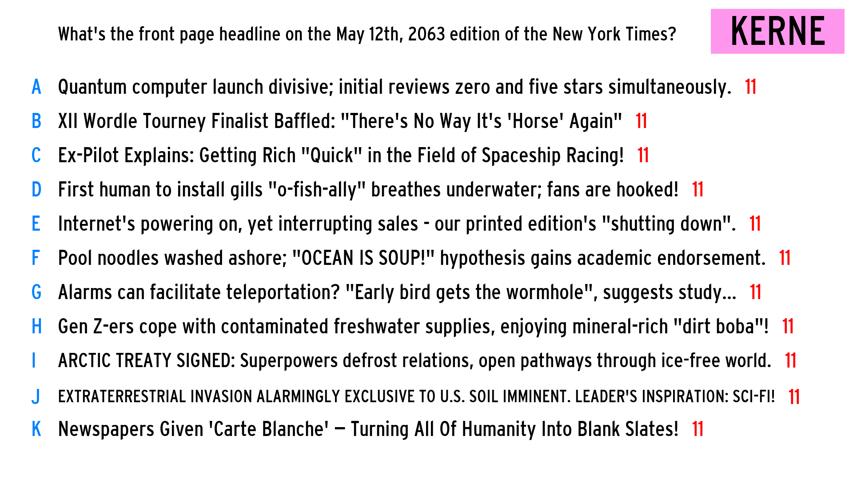 What's the front page headline on the May 12th, 2063 edition of the New York Times? KERNE
A Quantum computer launch divisive; initial reviews zero and five stars simultaneously. 11
B XII Wordle Tourney Finalist Baffled: "There's No Way It's 'Horse' Again" 11
C Ex-Pilot Explains: Getting Rich "Quick" in the Field of Spaceship Racing! 11
D First human to install gills "o-fish-ally" breathes underwater; fans are hooked! 11
E Internet's powering on, yet interrupting sales - our printed edition's "shutting down". 11
F Pool noodles washed ashore; "OCEAN IS SOUP!" hypothesis gains academic endorsement. 11
G Alarms can facilitate teleportation? "Early bird gets the wormhole", suggests study... 11
H Gen Z-ers cope with contaminated freshwater supplies, enjoying mineral-rich "dirt boba"! 11
I ARCTIC TREATY SIGNED: Superpowers defrost relations, open pathways through ice-free world. 11
J EXTRATERRESTRIAL INVASION ALARMINGLY EXCLUSIVE TO U.S. SOIL IMMINENT. LEADER'S INSPIRATION: SCI-FI! 11
K Newspapers Given 'Carte Blanche' – Turning All Of Humanity Into Blank Slates! 11